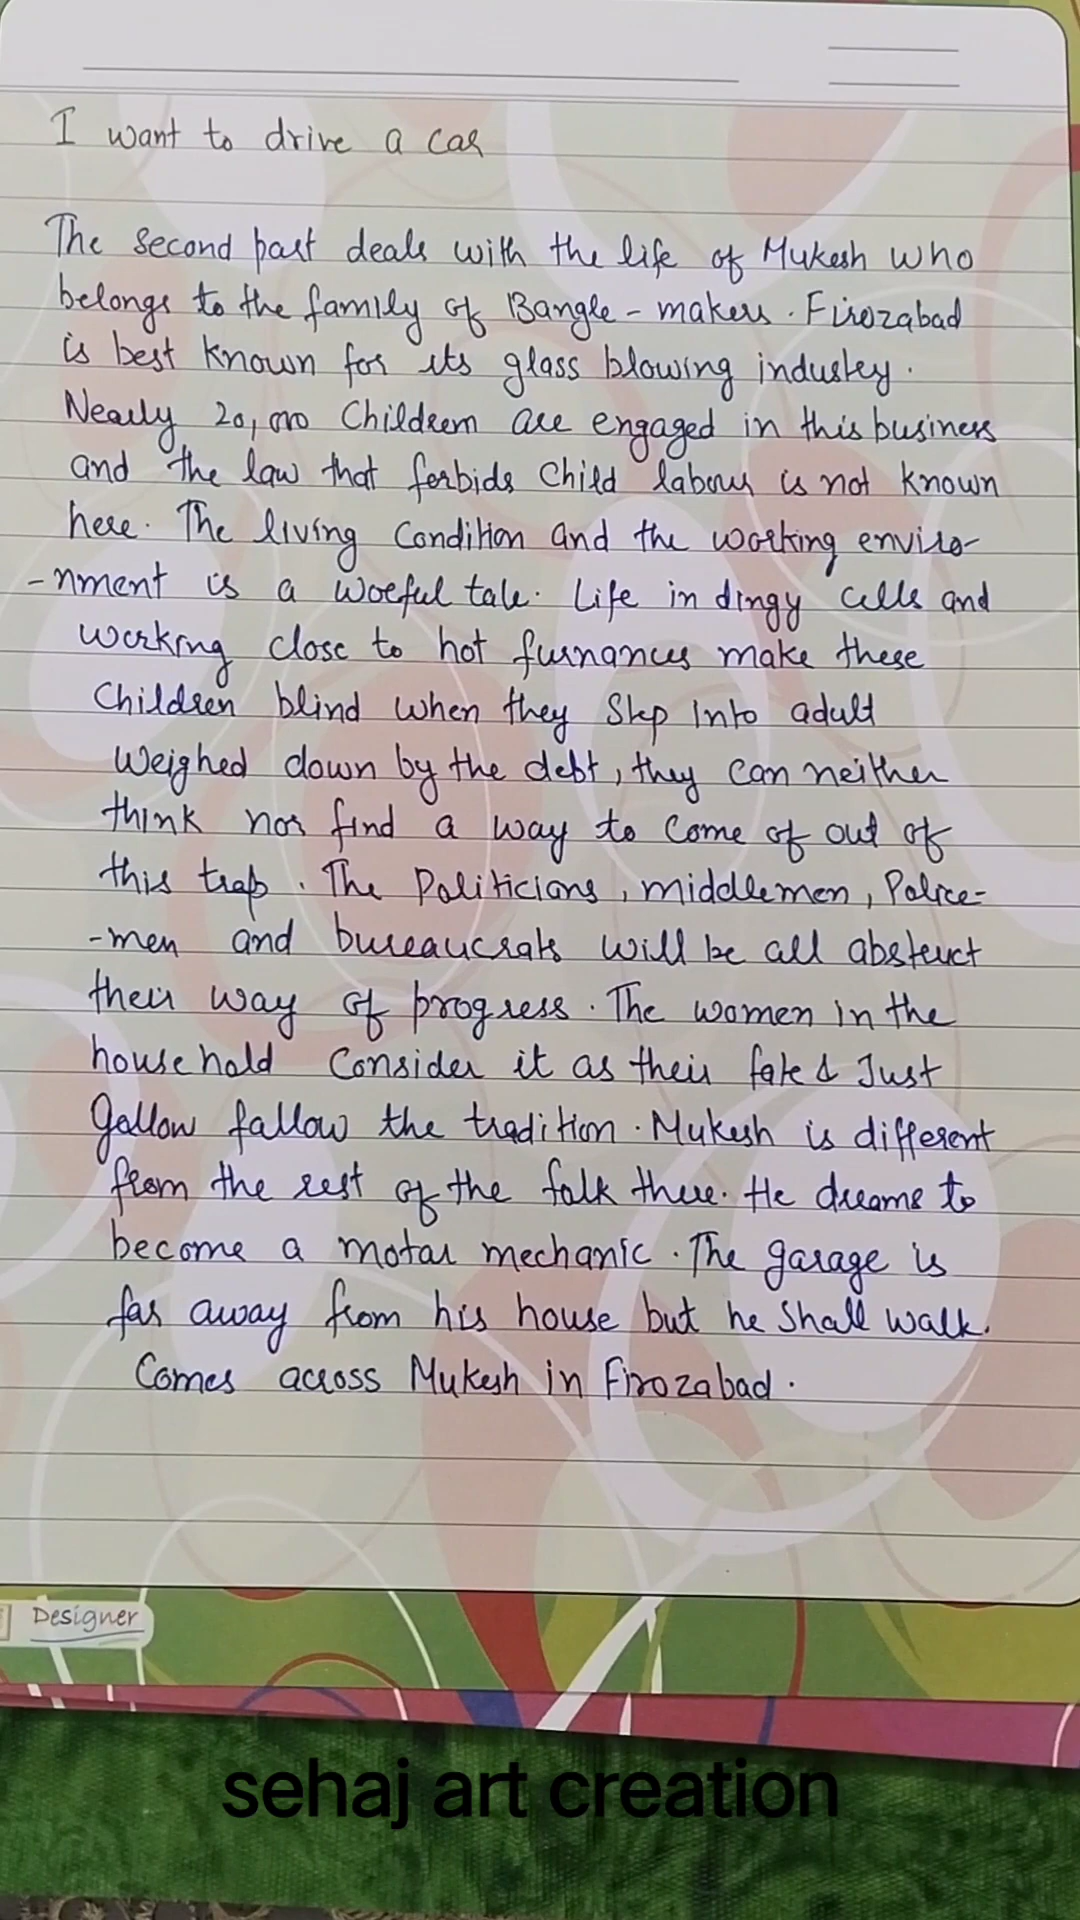 I want to drive a car
The second part deals with the life of Mukesh who
belongs to the family of Bangle - makers. Firozabad
is best known for its glass blowing industry.
Nearly 20,000 Childrem are engaged in this business
and the law that forbids Child labour is not known
here. The living Condition and the working enviro-
-nment is a woeful tale. Life in dingy cells and
working close to hot furnances make these
Children blind when they Step Into adult
weighed down by the debt, they can neither
think nor find a way to come of out of
this trap. The Politicians, middlemen, Police-
-men and bureaucrats will be all abstruct
their way of progress. The women in the
household Consider it as their fate & Just
gollow fallow the tradition. Mukesh is different
from the rest of the folk there. He dreams to
become a motar mechanic. The garage is
far away from his house but he Shall walk.
Comes across Mukesh in Firozabad.
Designer
sehaj art creation